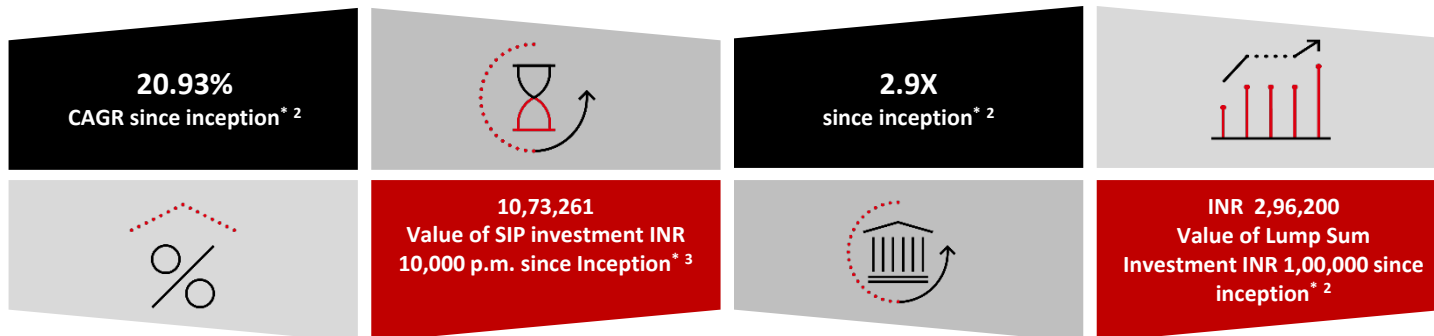 20.93%
CAGR since inception* 2
2.9X
since inception* 2
10,73,261
Value of SIP investment INR
10,000 p.m. since Inception* 3
INR 2,96,200
Value of Lump Sum
Investment INR 1,00,000 since
inception* 2